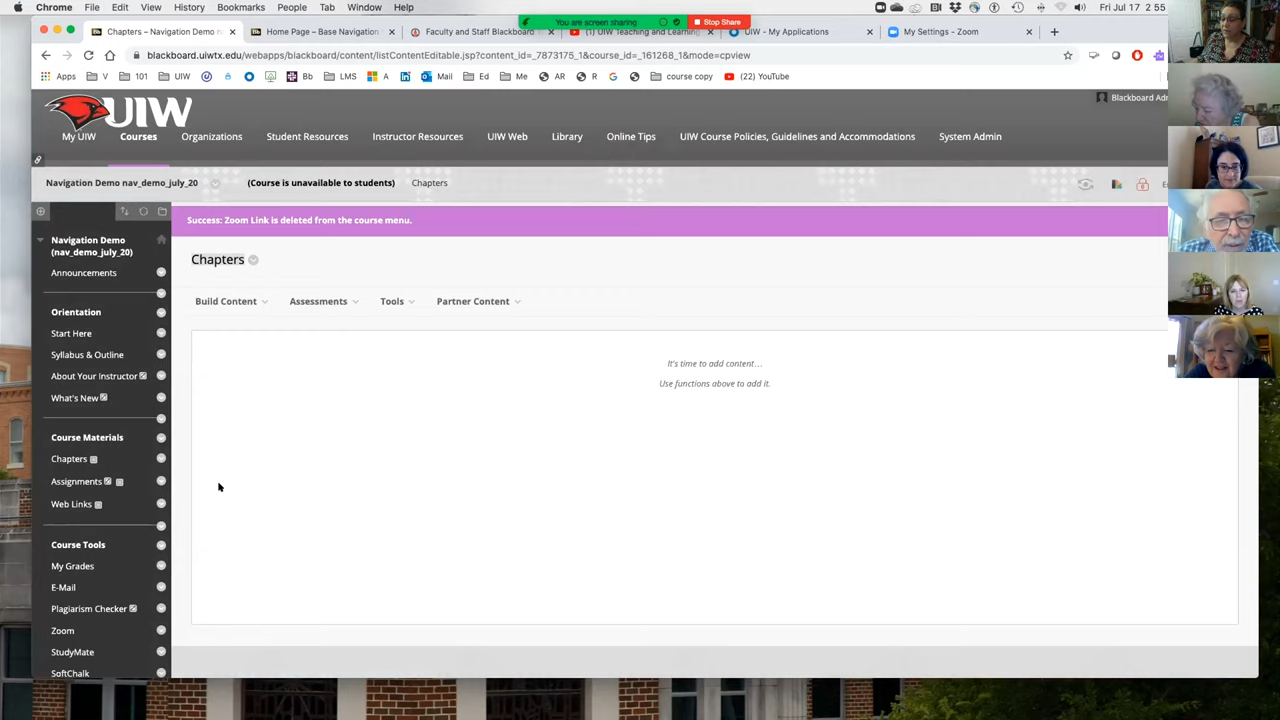 Chrome File Edit View History Bookmarks People Tab Window Help Fri Jul 17 2 55
You are screen sharing Stop Share
Chapters – Navigation Demo n Home Page – Base Navigation Faculty and Staff Blackboard (1) UIW Teaching and Learning UIW - My Applications My Settings - Zoom
blackboard.uiwtx.edu/webapps/blackboard/content/listContentEditable.jsp?content_id=_7873175_1&course_id=_161268_1&mode=cpview
Apps V 101 UIW Bb LMS A Mail Ed Me AR R course copy (22) YouTube
UIW
Blackboard Adm
My UIW Courses Organizations Student Resources Instructor Resources UIW Web Library Online Tips UIW Course Policies, Guidelines and Accommodations System Admin
Navigation Demo nav_demo_july_20 (Course is unavailable to students) Chapters
Success: Zoom Link is deleted from the course menu.
Navigation Demo
(nav_demo_july_20)
Announcements
Orientation
Start Here
Syllabus & Outline
About Your Instructor
What's New
Course Materials
Chapters
Assignments
Web Links
Course Tools
My Grades
E-Mail
Plagiarism Checker
Zoom
StudyMate
SoftChalk
Chapters
Build Content Assessments Tools Partner Content
It's time to add content...
Use functions above to add it.